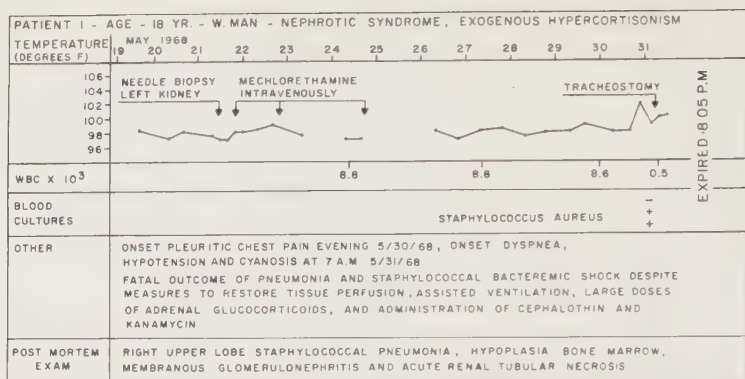 PATIENT 1 - AGE - 18 YR. - W. MAN - NEPHROTIC SYNDROME, EXOGENOUS HYPERCORTISONISM
TEMPERATURE
(DEGREES F)
MAY 1968
19 20 21 22 23 24 25 26 27 28 29 30 31
106
104
102
100
98
96
NEEDLE BIOPSY
LEFT KIDNEY
MECHLORETHAMINE
INTRAVENOUSLY
TRACHEOSTOMY
EXPIRED-8 05 P.M
WBC X 10³
8.8 8.8 8.6 0.5
BLOOD
CULTURES
STAPHYLOCOCCUS AUREUS
-
+
+
OTHER
ONSET PLEURITIC CHEST PAIN EVENING 5/30/68, ONSET DYSPNEA,
HYPOTENSION AND CYANOSIS AT 7 A.M 5/31/68
FATAL OUTCOME OF PNEUMONIA AND STAPHYLOCOCCAL BACTEREMIC SHOCK DESPITE
MEASURES TO RESTORE TISSUE PERFUSION, ASSISTED VENTILATION, LARGE DOSES
OF ADRENAL GLUCOCORTICOIDS, AND ADMINISTRATION OF CEPHALOTHIN AND
KANAMYCIN
POST MORTEM
EXAM
RIGHT UPPER LOBE STAPHYLOCOCCAL PNEUMONIA, HYPOPLASIA BONE MARROW,
MEMBRANOUS GLOMERULONEPHRITIS AND ACUTE RENAL TUBULAR NECROSIS